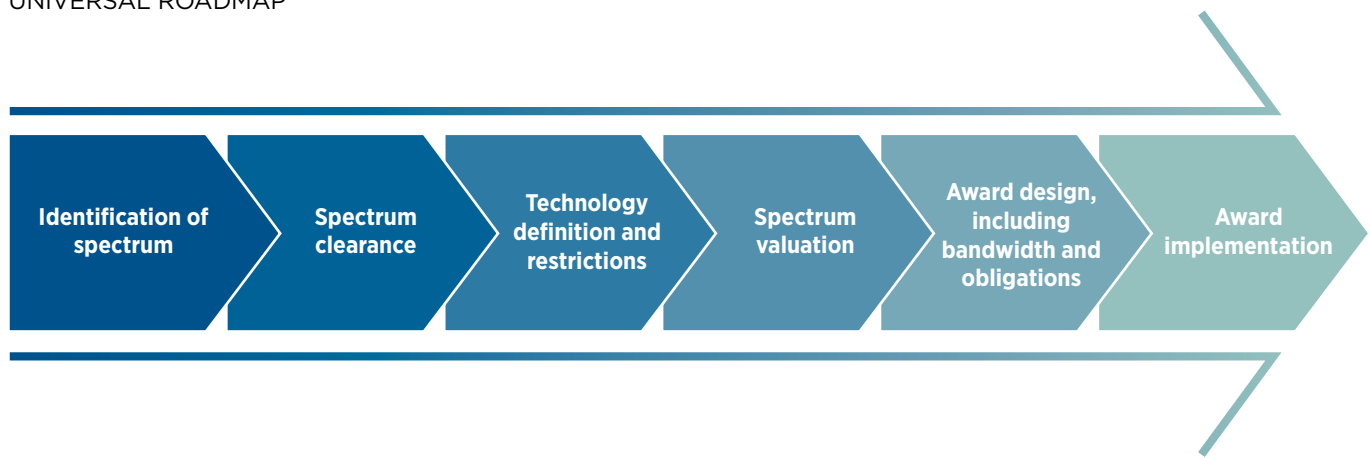 UNIVERSAL ROADMAP
Identification of
spectrum
Spectrum
clearance
Technology
definition and
restrictions
Spectrum
valuation
Award design,
including
bandwidth and
obligations
Award
implementation